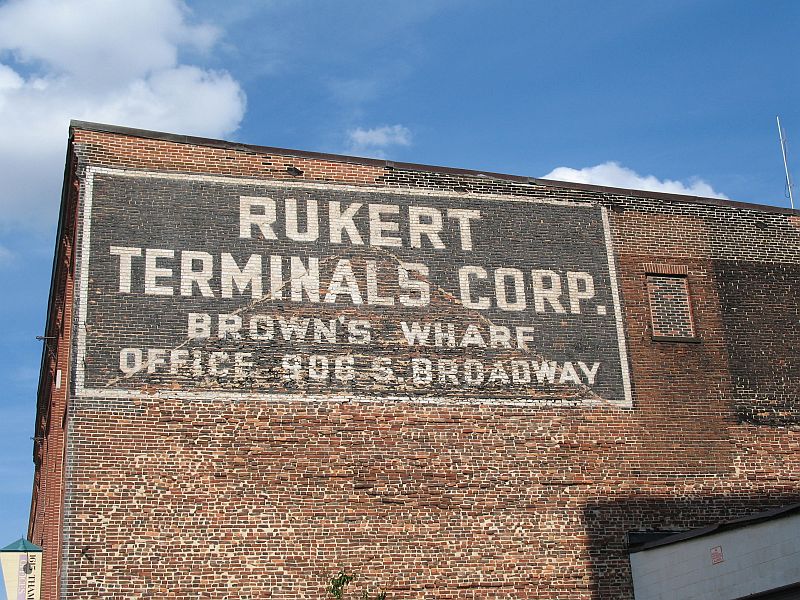 RUKERT
TERMINALS CORP.
BROWN'S WHARF
OFFICE 906 S. BROADWAY